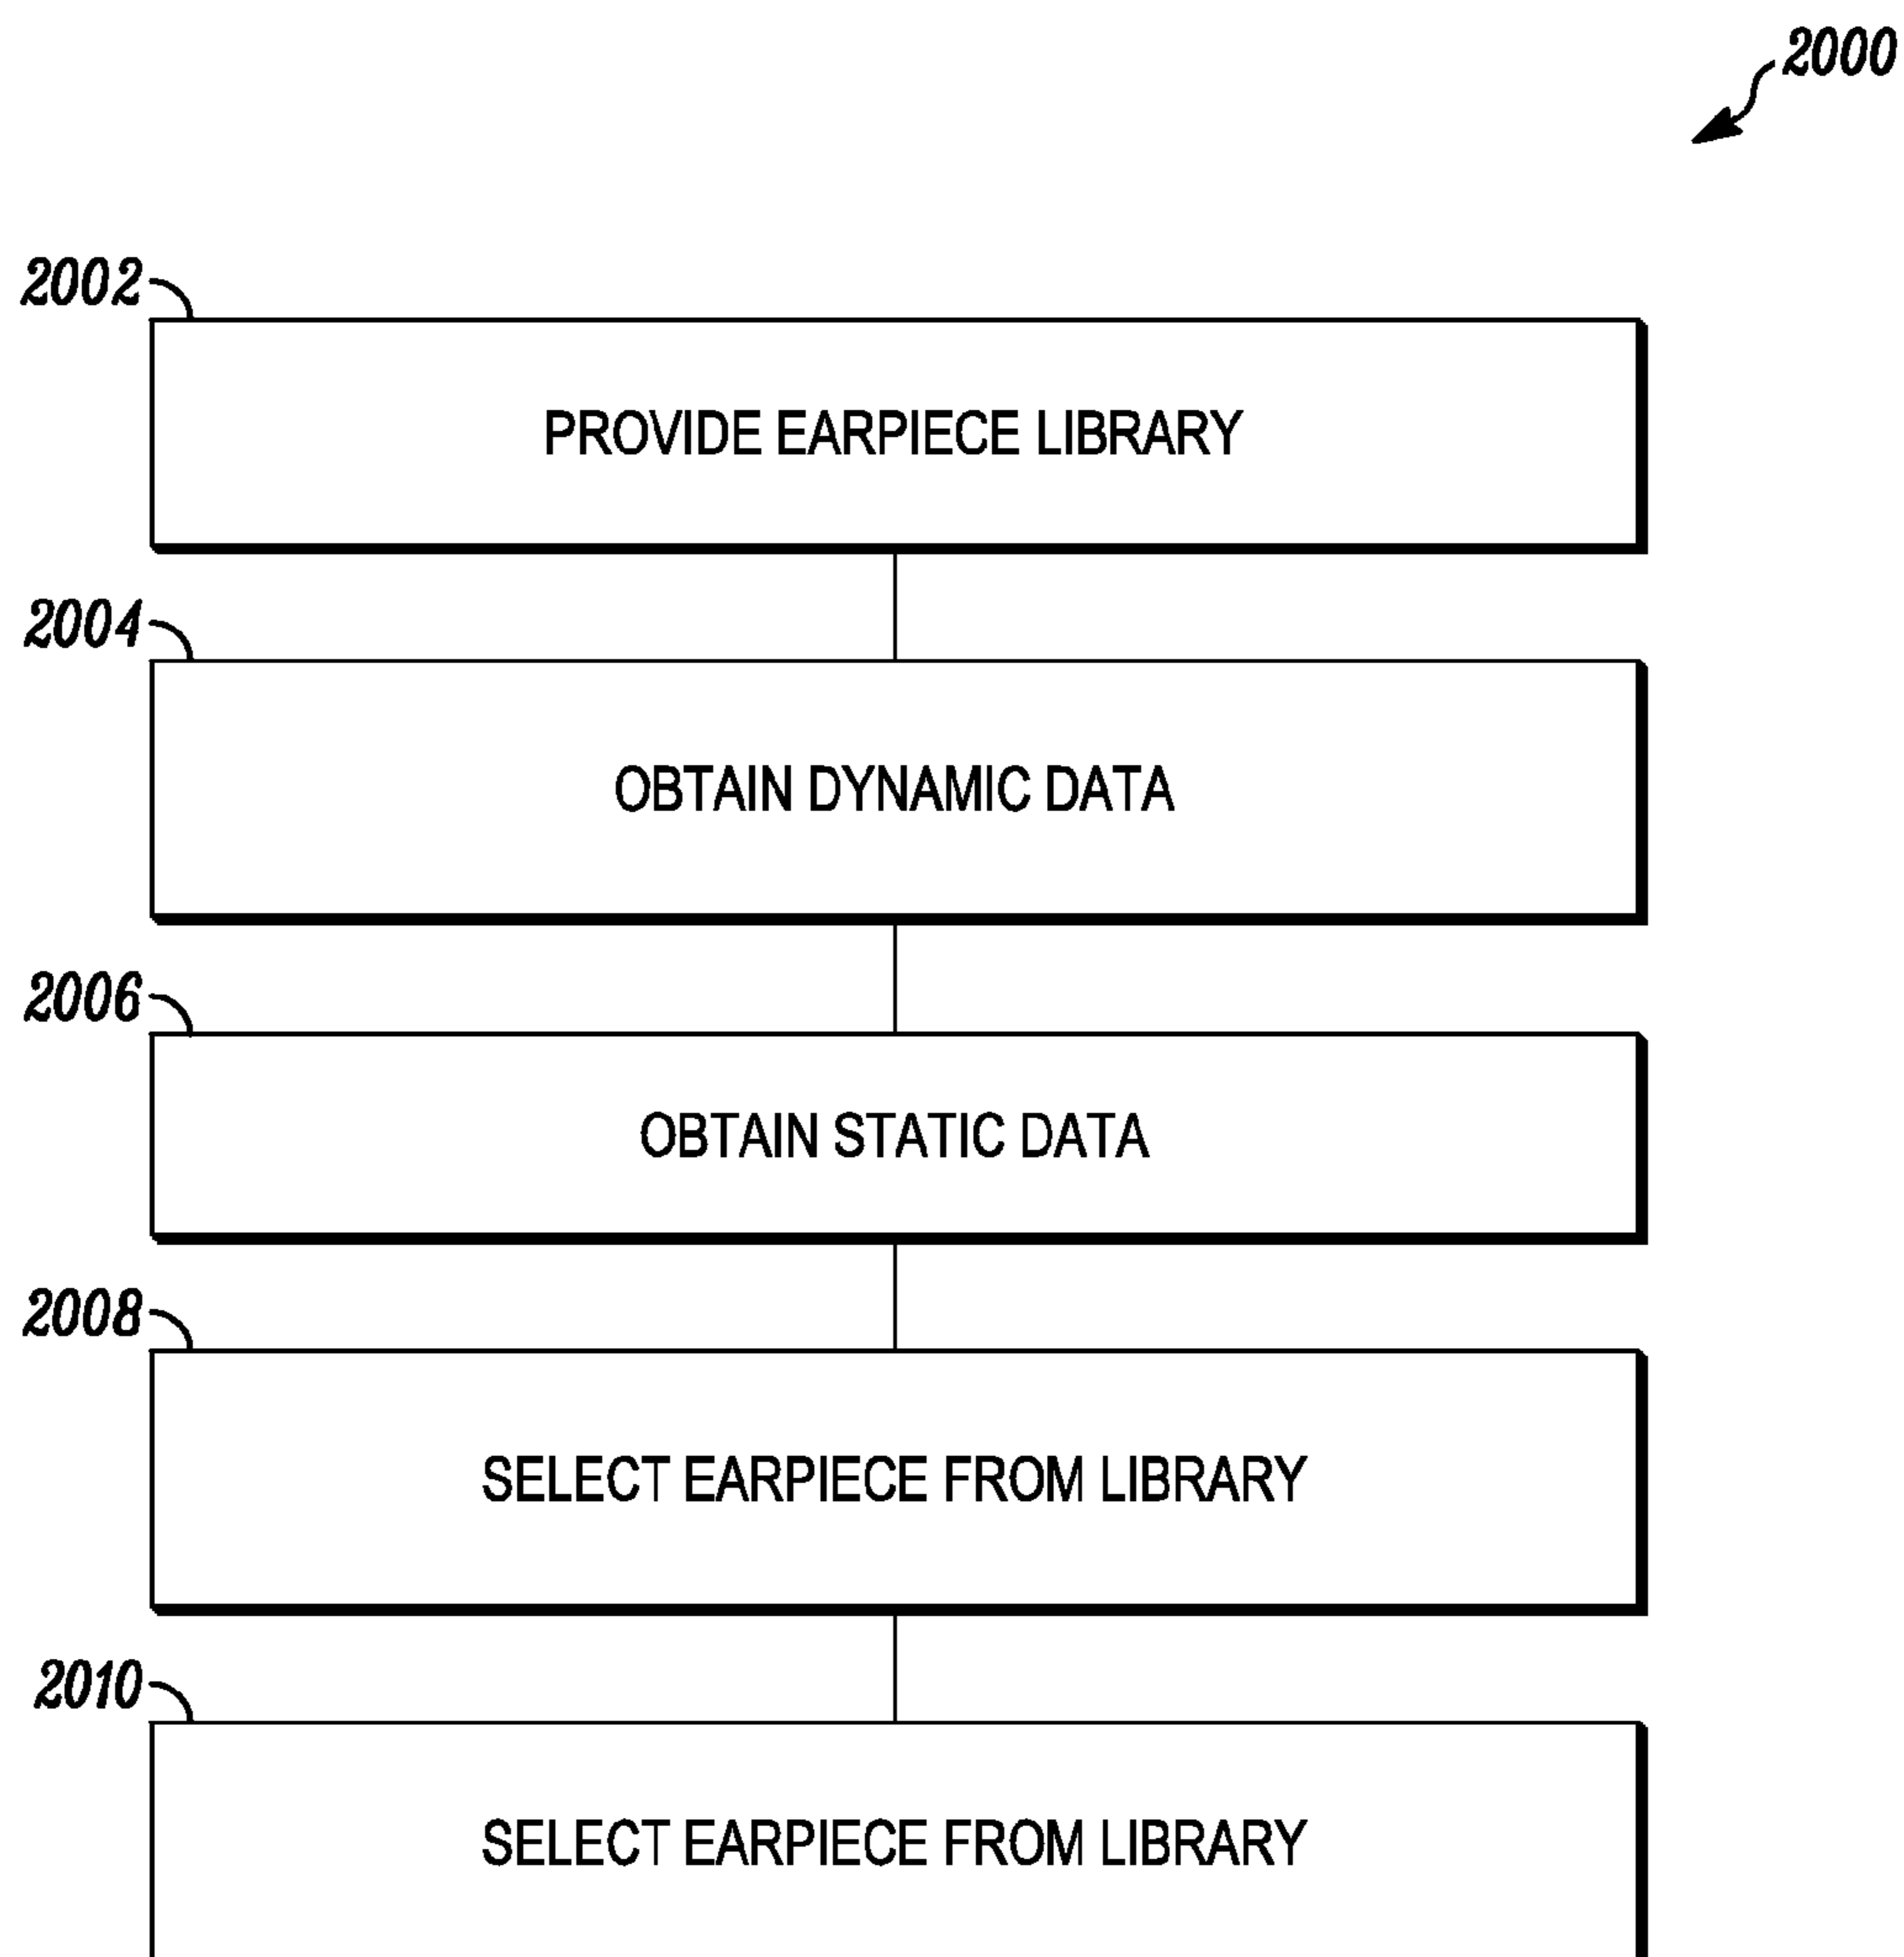 2000
2002
PROVIDE EARPIECE LIBRARY
2004
OBTAIN DYNAMIC DATA
2006
OBTAIN STATIC DATA
2008
SELECT EARPIECE FROM LIBRARY
2010
SELECT EARPIECE FROM LIBRARY